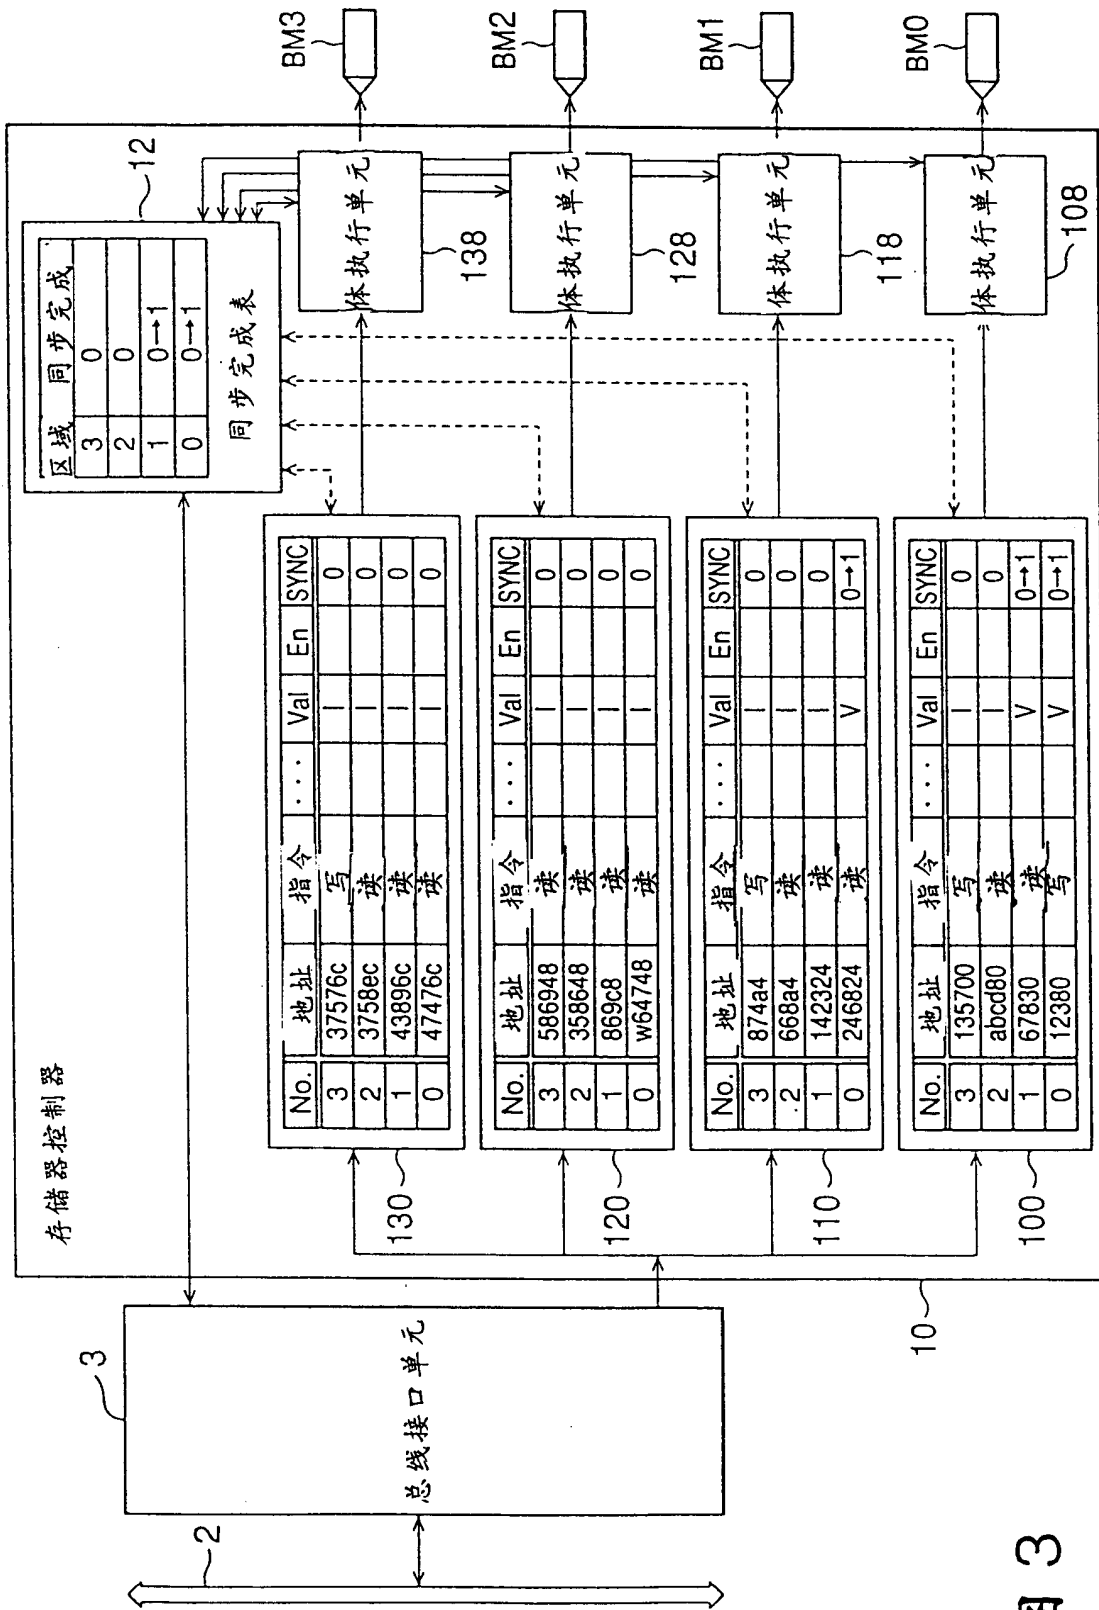 存储器控制器
12
区域 同步完成
3 0
2 0
1 0→1
0 0→1
同步完成表
3
总线接口单元
2
10
No. 地址 指令 ... Val En SYNC
3 37576c 写 I 0
2 3758ec 读 I 0
1 43896c 读 I 0
0 47476c 读 I 0
130
体执行单元
138
BM3
No. 地址 指令 ... Val En SYNC
3 586948 读 I 0
2 358648 读 I 0
1 869c8 读 I 0
0 w64748 读 I 0
120
体执行单元
128
BM2
No. 地址 指令 ... Val En SYNC
3 874a4 写 I 0
2 668a4 读 I 0
1 142324 读 I 0
0 246824 读 V 0→1
110
体执行单元
118
BM1
No. 地址 指令 ... Val En SYNC
3 135700 写 I 0
2 abcd80 读 I 0
1 67830 读 V 0→1
0 12380 写 V 0→1
100
体执行单元
108
BM0
图 3